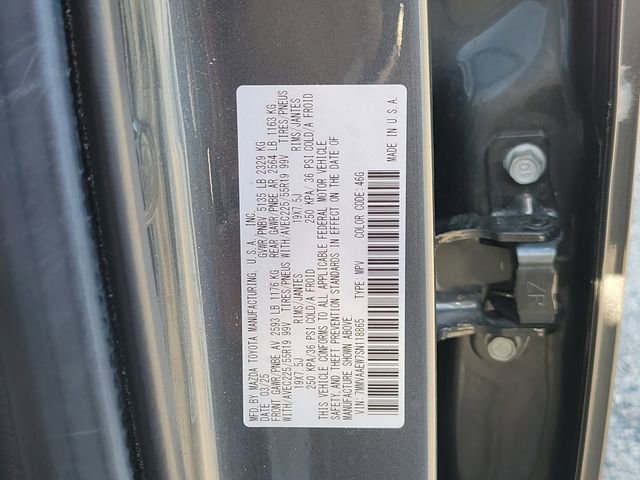 MFD.BY MAZDA TOYOTA MANUFACTURING, U.S.A., INC.
DATE: 03/25 GVWR/PNBV 5135 LB 2329 KG
FRONT GAWR/PNBE AV 2593 LB 1176 KG REAR GAWR/PNBE AR 2564 LB 1163 KG
WITH/AVEC225/55R19 99V TIRES/PNEUS WITH/AVEC225/55R19 99V TIRES/PNEUS
19X7.5J RIMS/JANTES 19X7.5J RIMS/JANTES
250 KPA/36 PSI COLD/A FROID 250 KPA/36 PSI COLD/A FROID
THIS VEHICLE CONFORMS TO ALL APPLICABLE FEDERAL MOTOR VEHICLE
SAFETY AND THEFT PREVENTION STANDARDS IN EFFECT ON THE DATE OF
MANUFACTURE SHOWN ABOVE.
VIN: 7MMVAAEW7SN118865 TYPE: MPV COLOR CODE: 46G
MADE IN U.S.A.
ZP